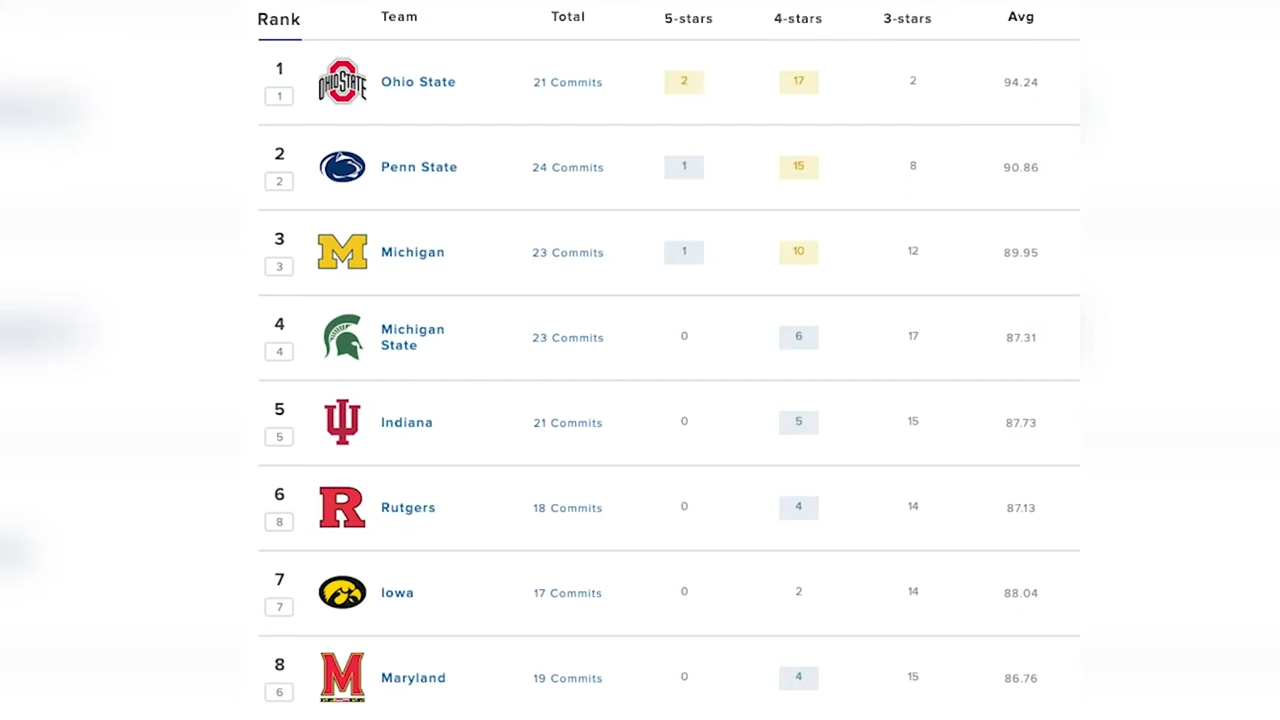 Rank Team Total 5-stars 4-stars 3-stars Avg
1 OHIO STATE Ohio State 21 Commits 2 17 2 94.24
1
2 Penn State 24 Commits 1 15 8 90.86
2
3 M Michigan 23 Commits 1 10 12 89.95
3
4 Michigan State 23 Commits 0 6 17 87.31
4
5 Indiana 21 Commits 0 5 15 87.73
5
6 R Rutgers 18 Commits 0 4 14 87.13
8
7 Iowa 17 Commits 0 2 14 88.04
7
8 M Maryland 19 Commits 0 4 15 86.76
6